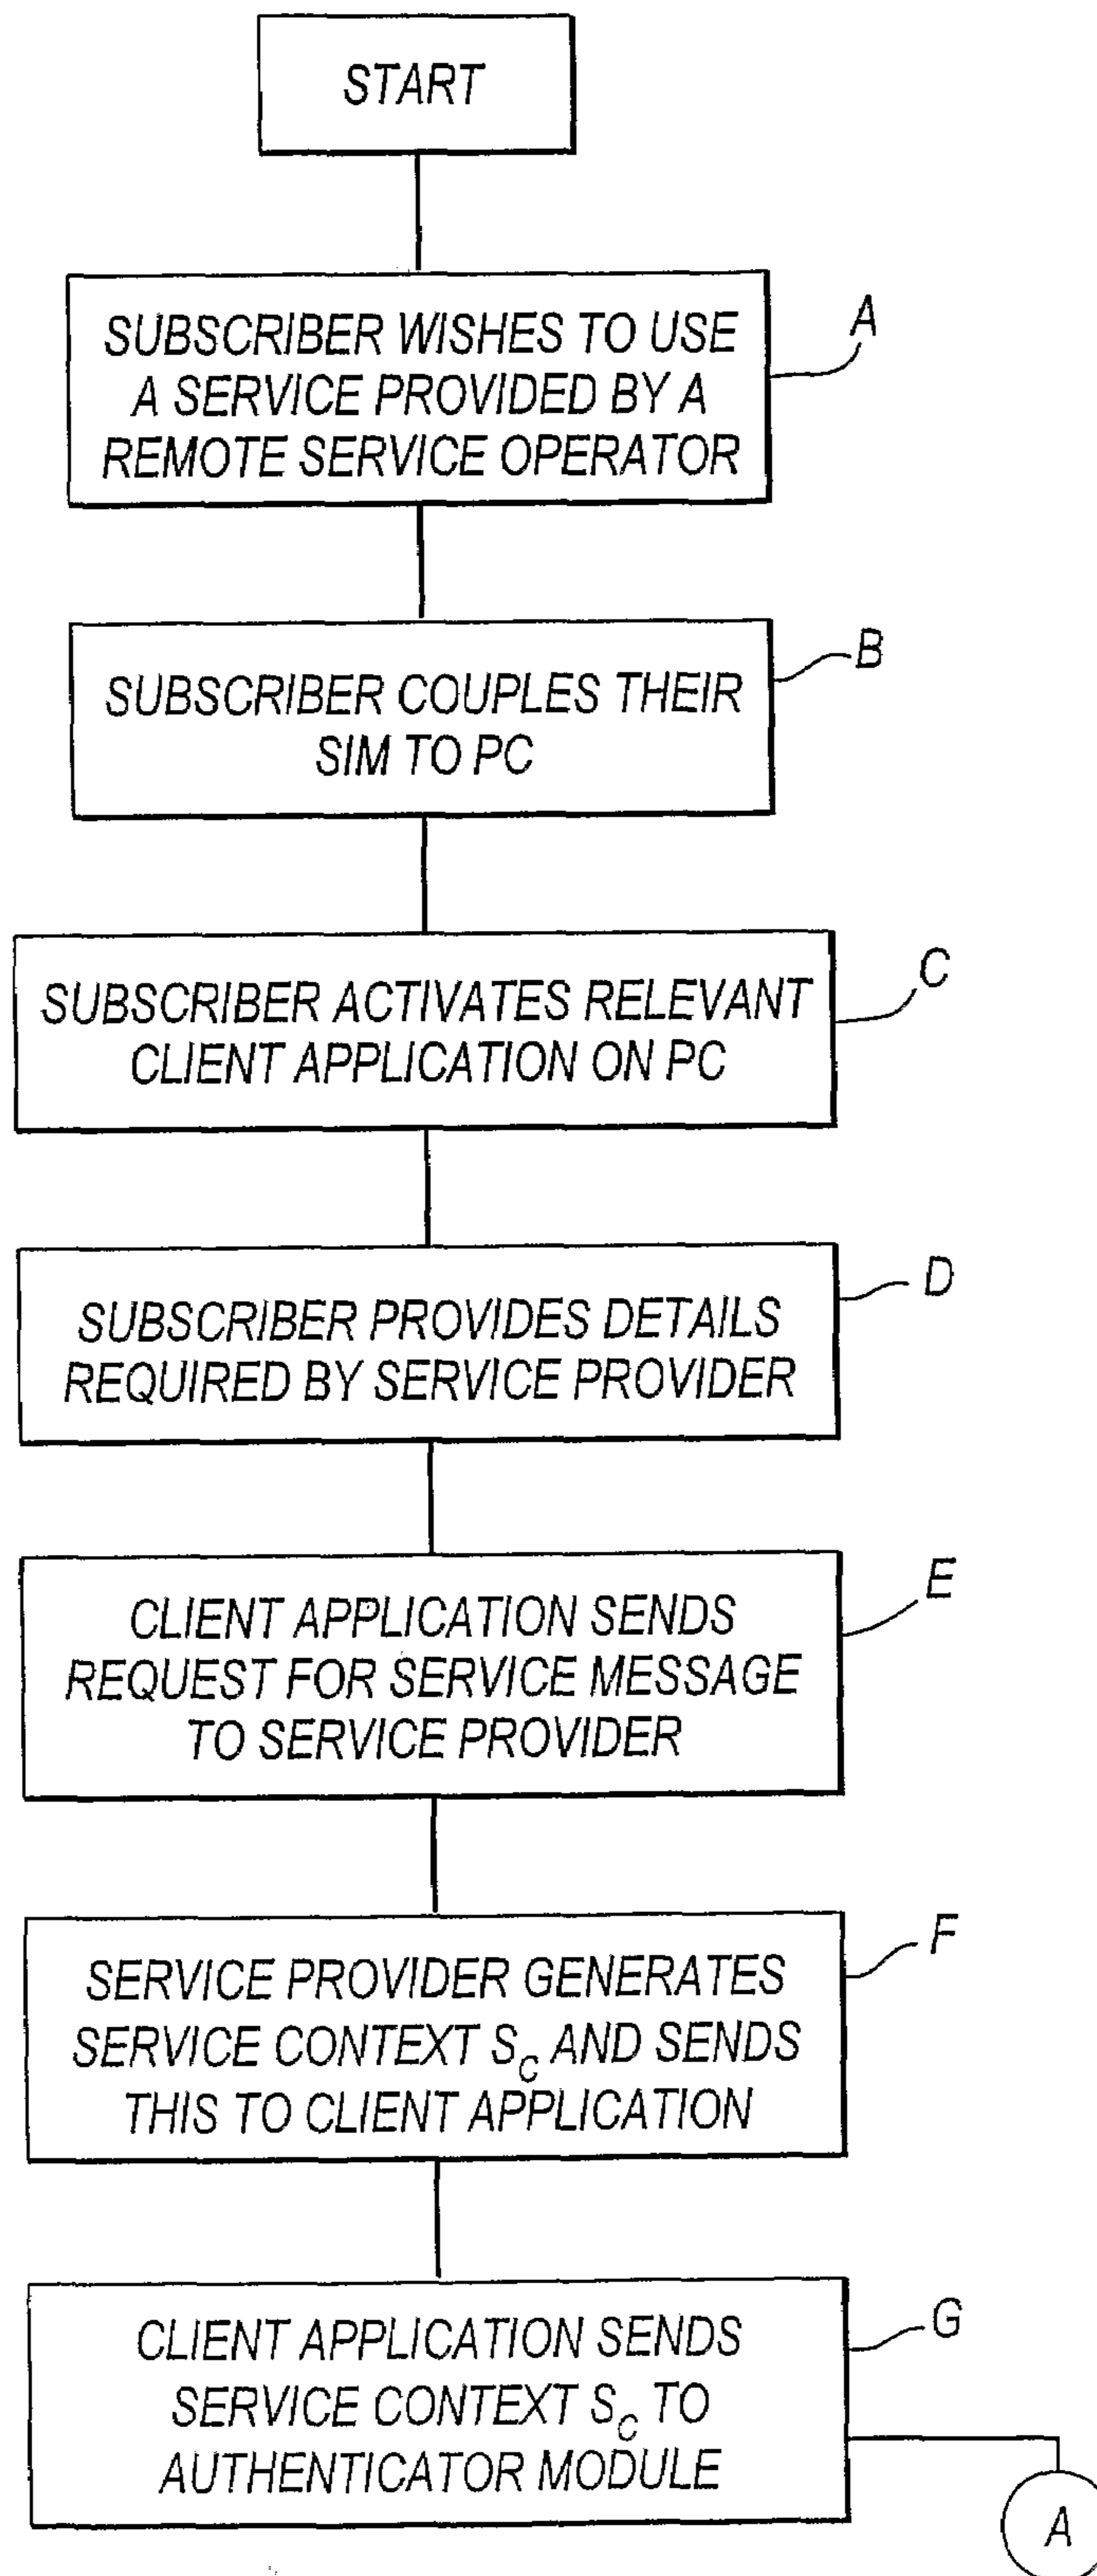 START
SUBSCRIBER WISHES TO USE
A SERVICE PROVIDED BY A
REMOTE SERVICE OPERATOR
A
SUBSCRIBER COUPLES THEIR
SIM TO PC
B
SUBSCRIBER ACTIVATES RELEVANT
CLIENT APPLICATION ON PC
C
SUBSCRIBER PROVIDES DETAILS
REQUIRED BY SERVICE PROVIDER
D
CLIENT APPLICATION SENDS
REQUEST FOR SERVICE MESSAGE
TO SERVICE PROVIDER
E
SERVICE PROVIDER GENERATES
SERVICE CONTEXT S_C AND SENDS
THIS TO CLIENT APPLICATION
F
CLIENT APPLICATION SENDS
SERVICE CONTEXT S_C TO
AUTHENTICATOR MODULE
G
A